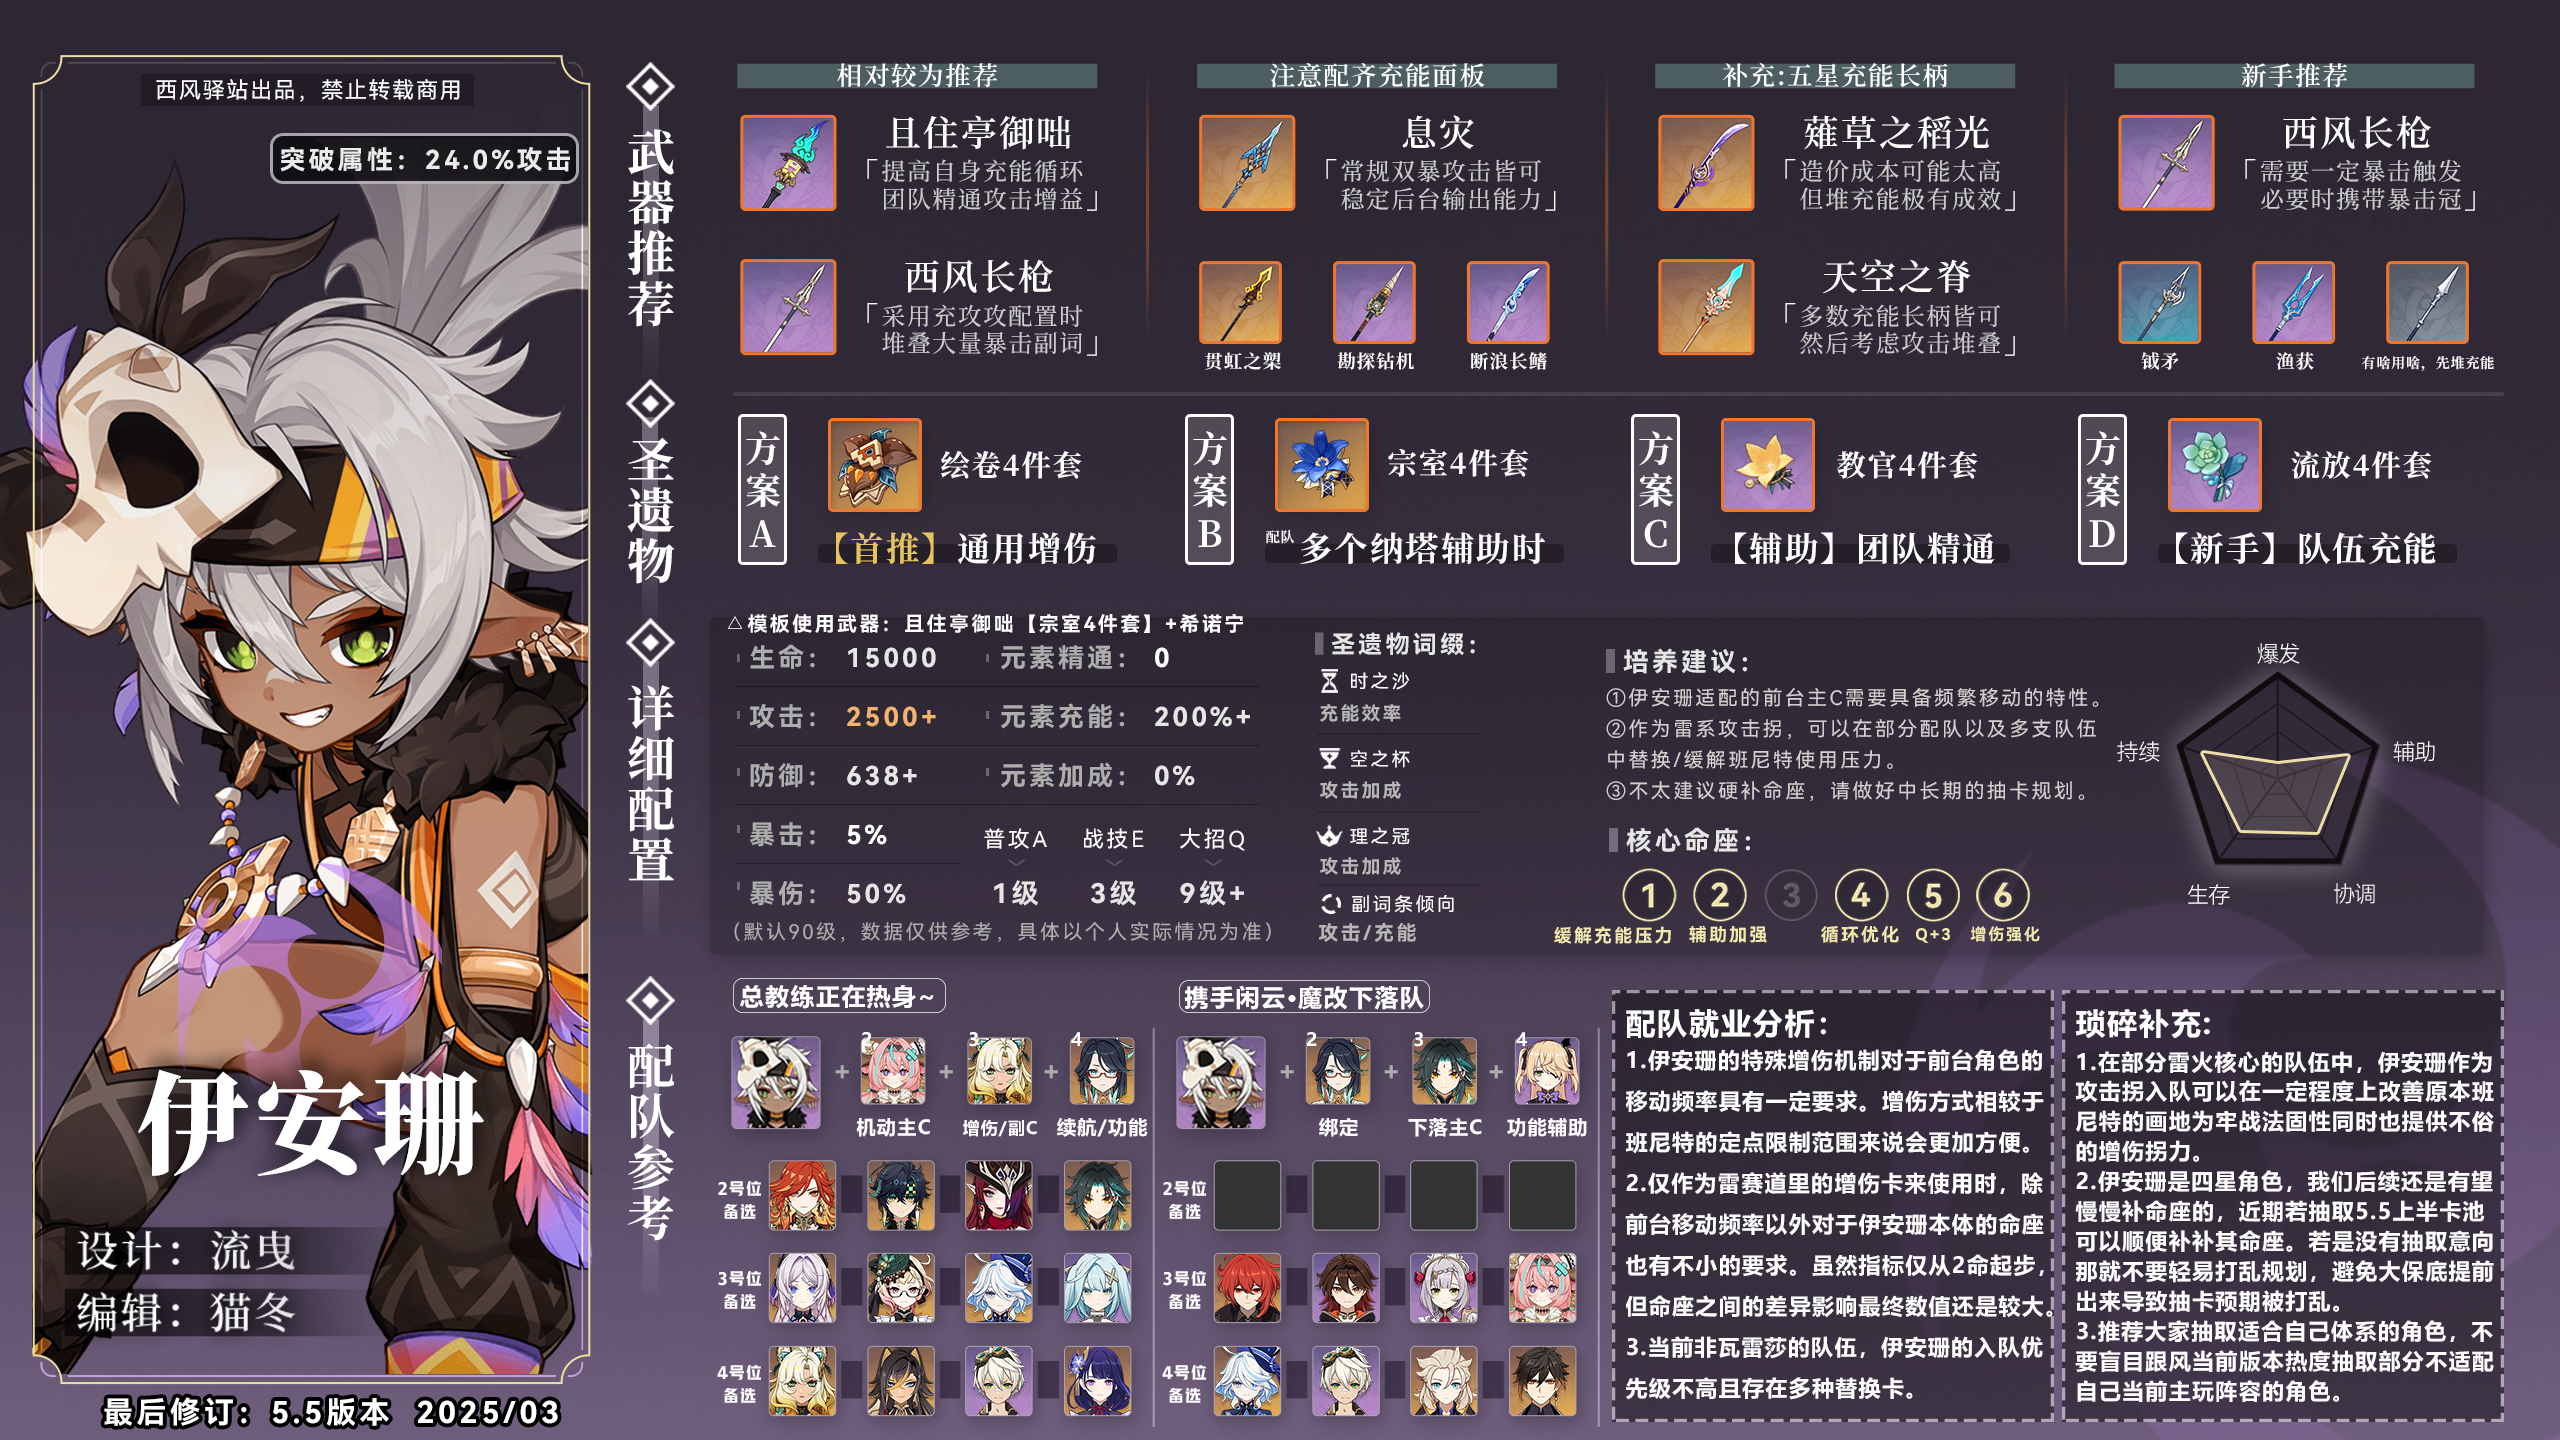 西风驿站出品，禁止转载商用
突破属性：24.0%攻击
伊安珊
设计：流曳
编辑：猫冬
最后修订：5.5版本 2025/03
武器推荐
相对较为推荐
且住亭御咄
「提高自身充能循环
团队精通攻击增益」
西风长枪
「采用充攻攻配置时
堆叠大量暴击副词」
注意配齐充能面板
息灾
「常规双暴攻击皆可
稳定后台输出能力」
贯虹之槊
勘探钻机
断浪长鳍
补充:五星充能长柄
薙草之稻光
「造价成本可能太高
但堆充能极有成效」
天空之脊
「多数充能长柄皆可
然后考虑攻击堆叠」
新手推荐
西风长枪
「需要一定暴击触发
必要时携带暴击冠」
钺矛
渔获
有啥用啥，先堆充能
圣遗物
方案A
绘卷4件套
【首推】通用增伤
方案B
宗室4件套
配队 多个纳塔辅助时
方案C
教官4件套
【辅助】团队精通
方案D
流放4件套
【新手】队伍充能
详细配置
△模板使用武器：且住亭御咄【宗室4件套】+希诺宁
生命： 15000 元素精通： 0
攻击： 2500+ 元素充能： 200%+
防御： 638+ 元素加成： 0%
暴击： 5%
暴伤： 50%
普攻A 战技E 大招Q
1级 3级 9级+
(默认90级，数据仅供参考，具体以个人实际情况为准)
圣遗物词缀：
时之沙
充能效率
空之杯
攻击加成
理之冠
攻击加成
副词条倾向
攻击/充能
培养建议：
①伊安珊适配的前台主C需要具备频繁移动的特性。
②作为雷系攻击拐，可以在部分配队以及多支队伍
中替换/缓解班尼特使用压力。
③不太建议硬补命座，请做好中长期的抽卡规划。
核心命座：
1 2 3 4 5 6
缓解充能压力 辅助加强 循环优化 Q+3 增伤强化
爆发
辅助
协调
生存
持续
配队参考
总教练正在热身~
2 3 4
+ + +
机动主C 增伤/副C 续航/功能
2号位
备选
3号位
备选
4号位
备选
携手闲云•魔改下落队
2 3 4
+ + +
绑定 下落主C 功能辅助
2号位
备选
3号位
备选
4号位
备选
配队就业分析：
1.伊安珊的特殊增伤机制对于前台角色的
移动频率具有一定要求。增伤方式相较于
班尼特的定点限制范围来说会更加方便。
2.仅作为雷赛道里的增伤卡来使用时，除
前台移动频率以外对于伊安珊本体的命座
也有不小的要求。虽然指标仅从2命起步，
但命座之间的差异影响最终数值还是较大。
3.当前非瓦雷莎的队伍，伊安珊的入队优
先级不高且存在多种替换卡。
琐碎补充:
1.在部分雷火核心的队伍中，伊安珊作为
攻击拐入队可以在一定程度上改善原本班
尼特的画地为牢战法固性同时也提供不俗
的增伤拐力。
2.伊安珊是四星角色，我们后续还是有望
慢慢补命座的，近期若抽取5.5上半卡池
可以顺便补补其命座。若是没有抽取意向
那就不要轻易打乱规划，避免大保底提前
出来导致抽卡预期被打乱。
3.推荐大家抽取适合自己体系的角色，不
要盲目跟风当前版本热度抽取部分不适配
自己当前主玩阵容的角色。